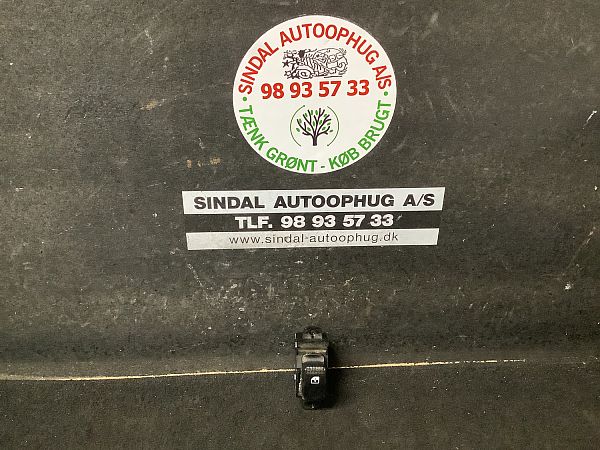 SINDAL AUTOOPHUG A/S
98 93 57 33
• TÆNK GRØNT - KØB BRUGT •
SINDAL AUTOOPHUG A/S
TLF. 98 93 57 33
www.sindal-autoophug.dk